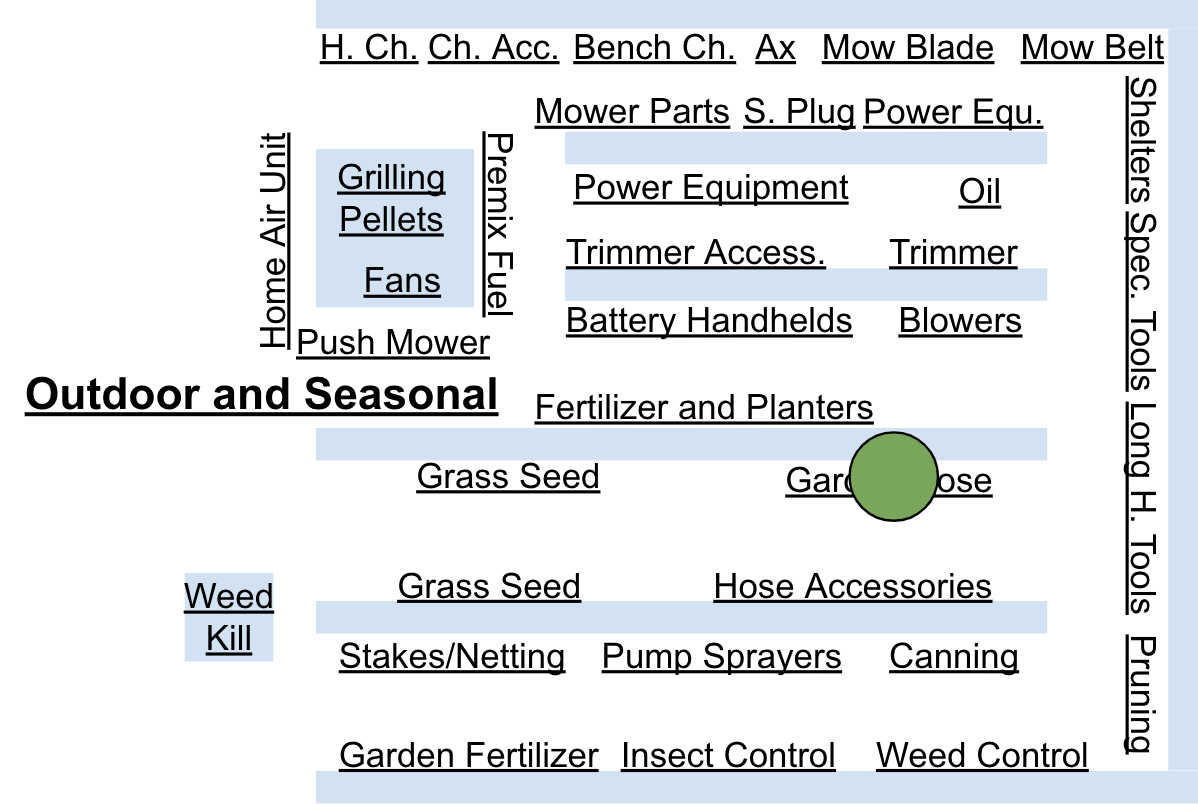 H. Ch. Ch. Acc. Bench Ch. Ax Mow Blade Mow Belt
Mower Parts S. Plug Power Equ.
Home Air Unit
Grilling
Pellets
Fans
Premix Fuel
Power Equipment Oil
Trimmer Access. Trimmer
Battery Handhelds Blowers
Push Mower
Outdoor and Seasonal
Fertilizer and Planters
Grass Seed
Grass Seed Hose Accessories
Weed
Kill
Stakes/Netting Pump Sprayers Canning
Garden Fertilizer Insect Control Weed Control
Shelters Spec. Tools Long H. Tools Pruning